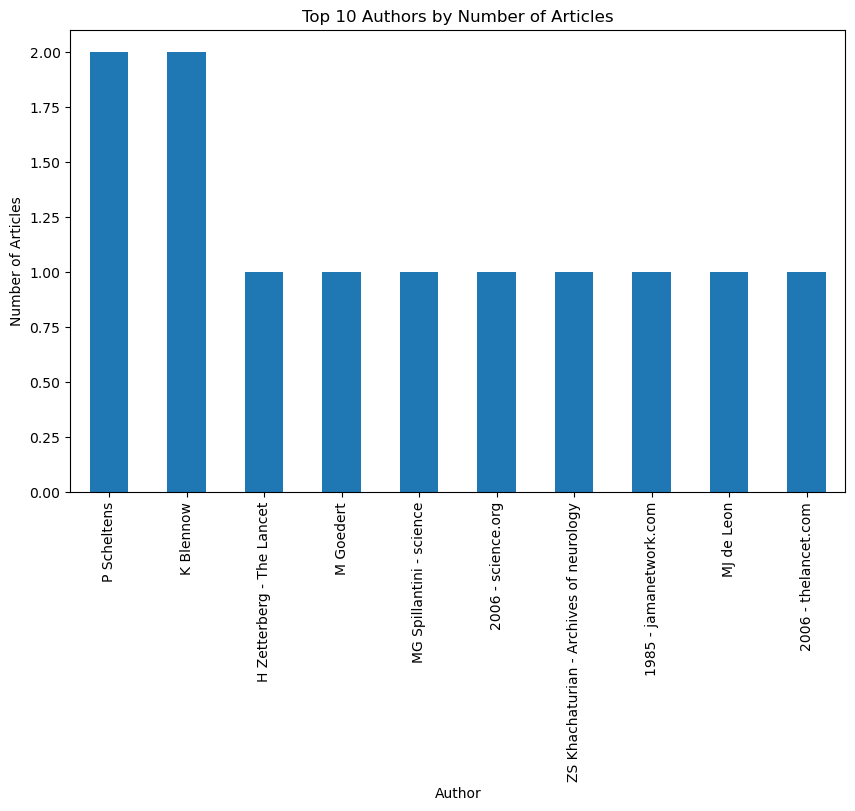 Top 10 Authors by Number of Articles
Number of Articles
2.00
1.75
1.50
1.25
1.00
0.75
0.50
0.25
0.00
P Scheltens
K Blennow
H Zetterberg - The Lancet
M Goedert
MG Spillantini - science
2006 - science.org
ZS Khachaturian - Archives of neurology
1985 - jamanetwork.com
MJ de Leon
2006 - thelancet.com
Author